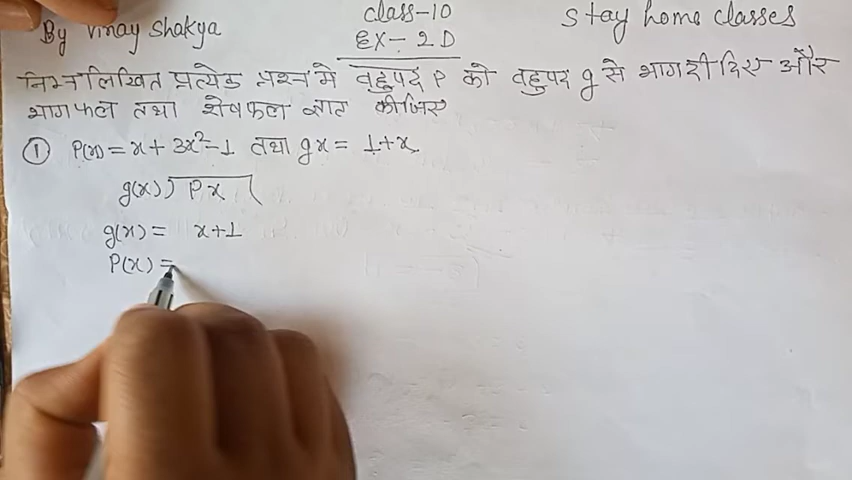 By Vinay Shakya
class-10
stay home classes
EX-2D
निम्नलिखित प्रत्येक प्रश्न मे बहुपद P को बहुपद g से भाग दीजिए और
भागफल तथा शेषफल ज्ञात कीजिए
① P(x) = x + 3x²-1 तथा gx = 1+x
g(x)) Px (
g(x) = x+1
P(x) =